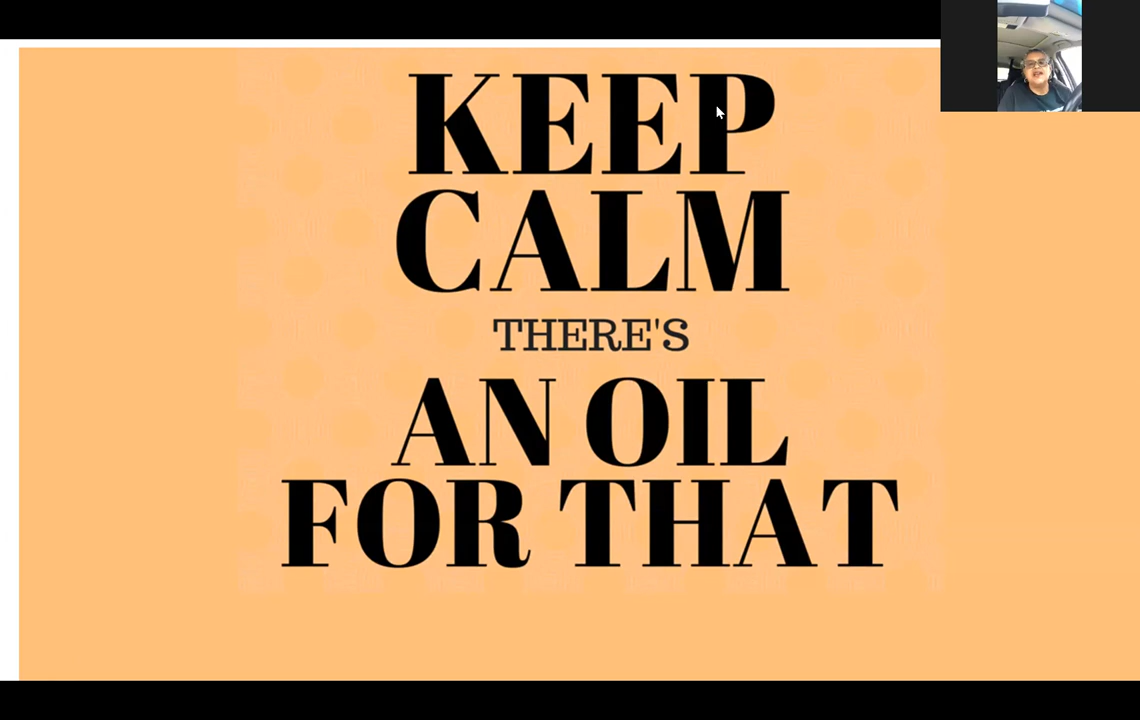 KEEP
CALM
THERE'S
AN OIL
FOR THAT